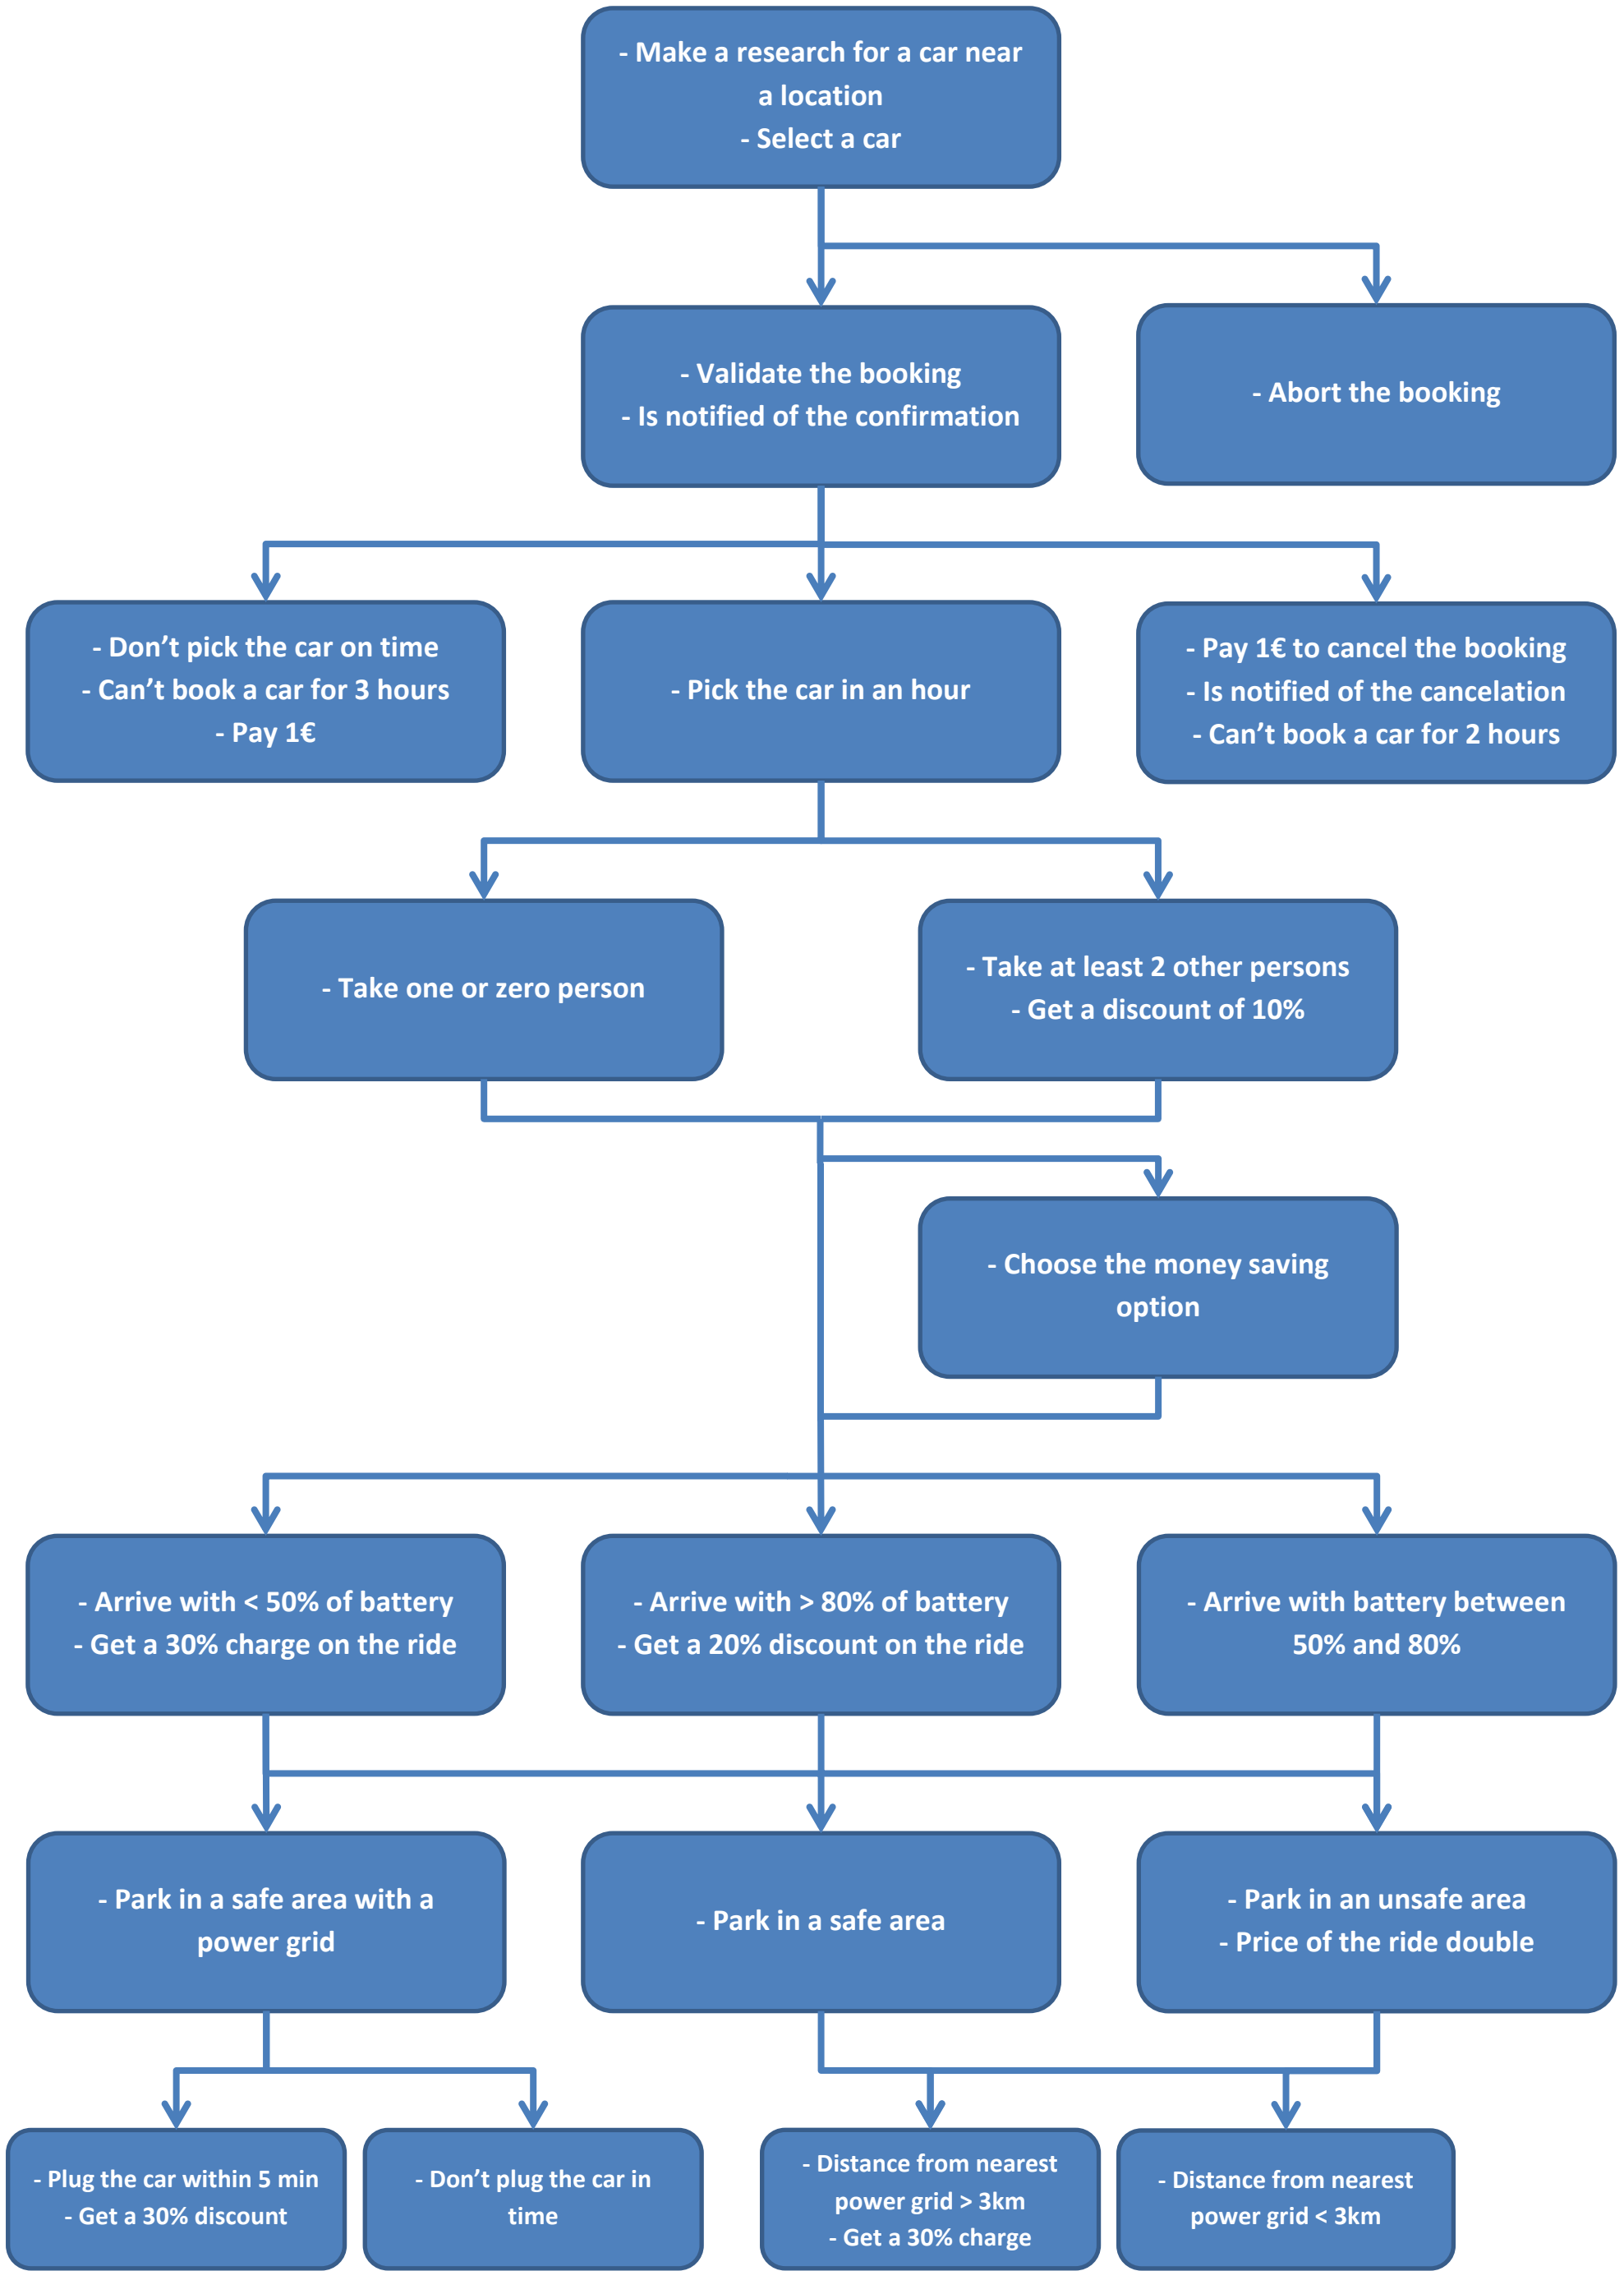 - Make a research for a car near
a location
- Select a car
- Validate the booking
- Is notified of the confirmation
- Abort the booking
- Don’t pick the car on time
- Can’t book a car for 3 hours
- Pay 1€
- Pick the car in an hour
- Pay 1€ to cancel the booking
- Is notified of the cancelation
- Can’t book a car for 2 hours
- Take one or zero person
- Take at least 2 other persons
- Get a discount of 10%
- Choose the money saving
option
- Arrive with < 50% of battery
- Get a 30% charge on the ride
- Arrive with > 80% of battery
- Get a 20% discount on the ride
- Arrive with battery between
50% and 80%
- Park in a safe area with a
power grid
- Park in a safe area
- Park in an unsafe area
- Price of the ride double
- Plug the car within 5 min
- Get a 30% discount
- Don’t plug the car in
time
- Distance from nearest
power grid > 3km
- Get a 30% charge
- Distance from nearest
power grid < 3km